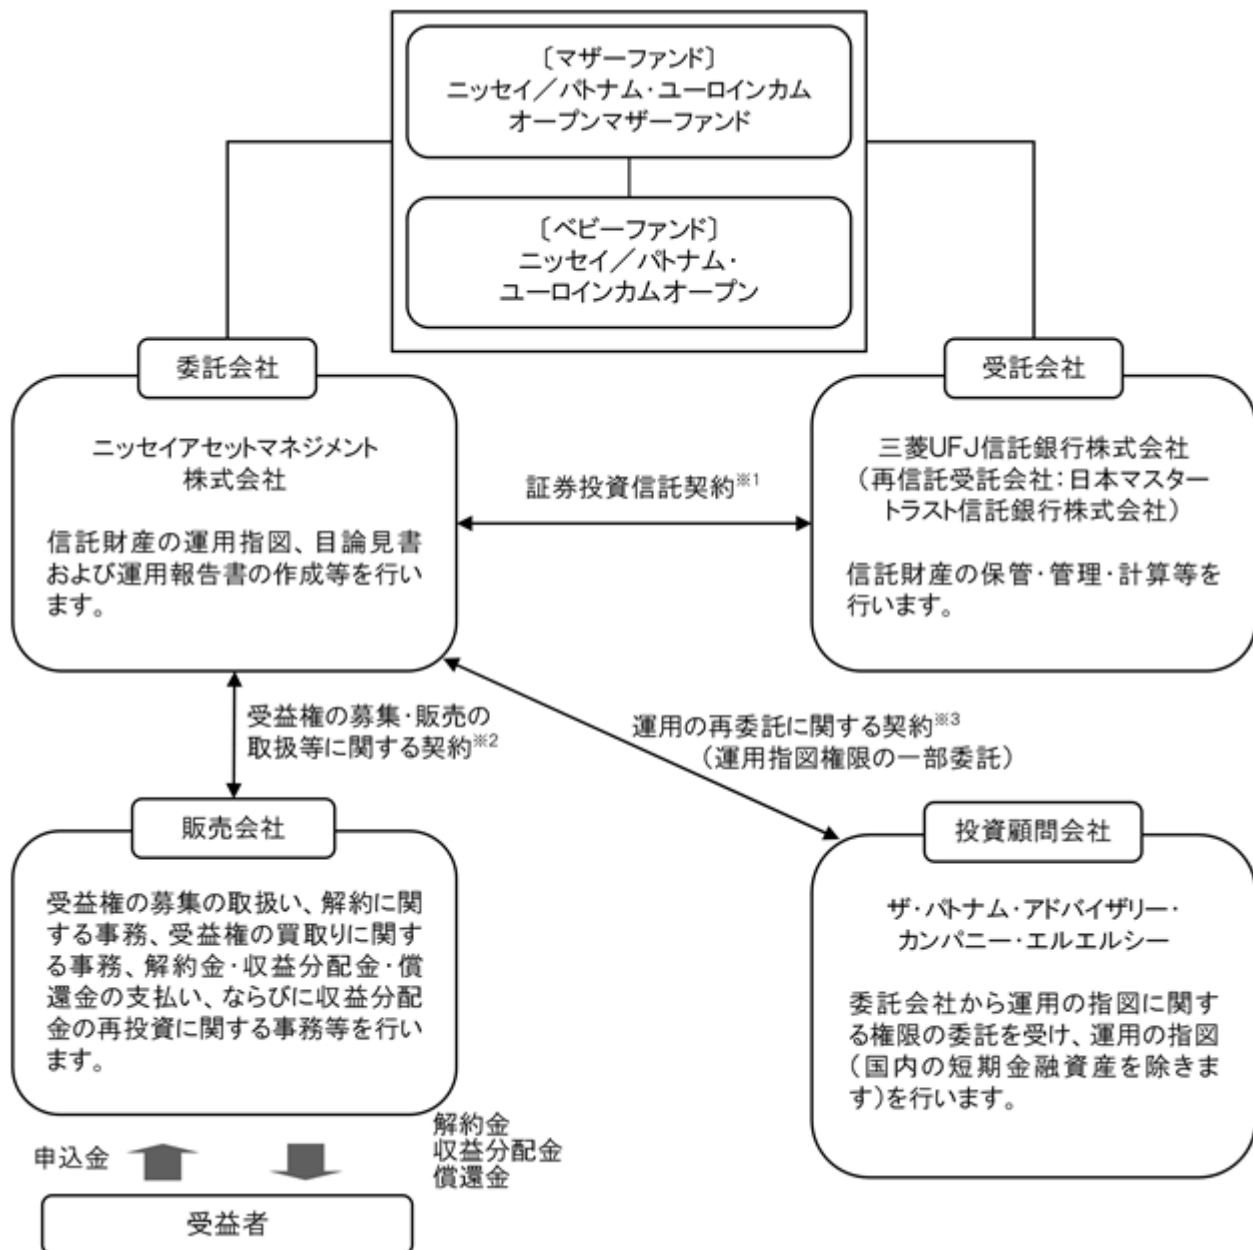 〔マザーファンド〕
ニッセイ／パトナム・ユーロインカム
オープンマザーファンド
〔ベビーファンド〕
ニッセイ／パトナム・
ユーロインカムオープン
委託会社
ニッセイアセットマネジメント
株式会社
信託財産の運用指図、目論見書
および運用報告書の作成等を行い
ます。
証券投資信託契約※1
受託会社
三菱UFJ信託銀行株式会社
（再信託受託会社：日本マスター
トラスト信託銀行株式会社）
信託財産の保管・管理・計算等を
行います。
受益権の募集・販売の
取扱等に関する契約※2
運用の再委託に関する契約※3
（運用指図権限の一部委託）
販売会社
受益権の募集の取扱い、解約に関
する事務、受益権の買取りに関す
る事務、解約金・収益分配金・償
還金の支払い、ならびに収益分配
金の再投資に関する事務等を行い
ます。
投資顧問会社
ザ・パトナム・アドバイザリー・
カンパニー・エルエルシー
委託会社から運用の指図に関す
る権限の委託を受け、運用の指図
（国内の短期金融資産を除きま
す）を行います。
申込金
解約金
収益分配金
償還金
受益者